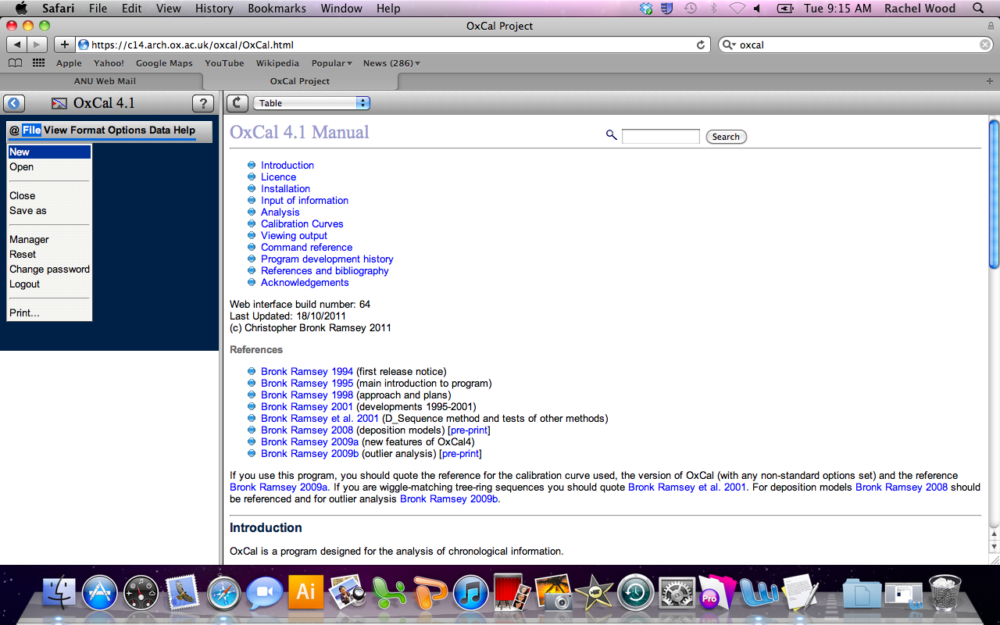 Safari File Edit View History Bookmarks Window Help Tue 9:15 AM Rachel Wood
OxCal Project
https://c14.arch.ox.ac.uk/oxcal/OxCal.html oxcal
Apple Yahoo! Google Maps YouTube Wikipedia Popular News (286)
ANU Web Mail OxCal Project
OxCal 4.1 ? Table
@ File View Format Options Data Help
New
Open
Close
Save as
Manager
Reset
Change password
Logout
Print...
OxCal 4.1 Manual Search
Introduction
Licence
Installation
Input of information
Analysis
Calibration Curves
Viewing output
Command reference
Program development history
References and bibliography
Acknowledgements
Web interface build number: 64
Last Updated: 18/10/2011
(c) Christopher Bronk Ramsey 2011
References
Bronk Ramsey 1994 (first release notice)
Bronk Ramsey 1995 (main introduction to program)
Bronk Ramsey 1998 (approach and plans)
Bronk Ramsey 2001 (developments 1995-2001)
Bronk Ramsey et al. 2001 (D_Sequence method and tests of other methods)
Bronk Ramsey 2008 (deposition models) [pre-print]
Bronk Ramsey 2009a (new features of OxCal4)
Bronk Ramsey 2009b (outlier analysis) [pre-print]
If you use this program, you should quote the reference for the calibration curve used, the version of OxCal (with any non-standard options set) and the reference
Bronk Ramsey 2009a. If you are wiggle-matching tree-ring sequences you should quote Bronk Ramsey et al. 2001. For deposition models Bronk Ramsey 2008 should
be referenced and for outlier analysis Bronk Ramsey 2009b.
Introduction
OxCal is a program designed for the analysis of chronological information.
Ai
Pro